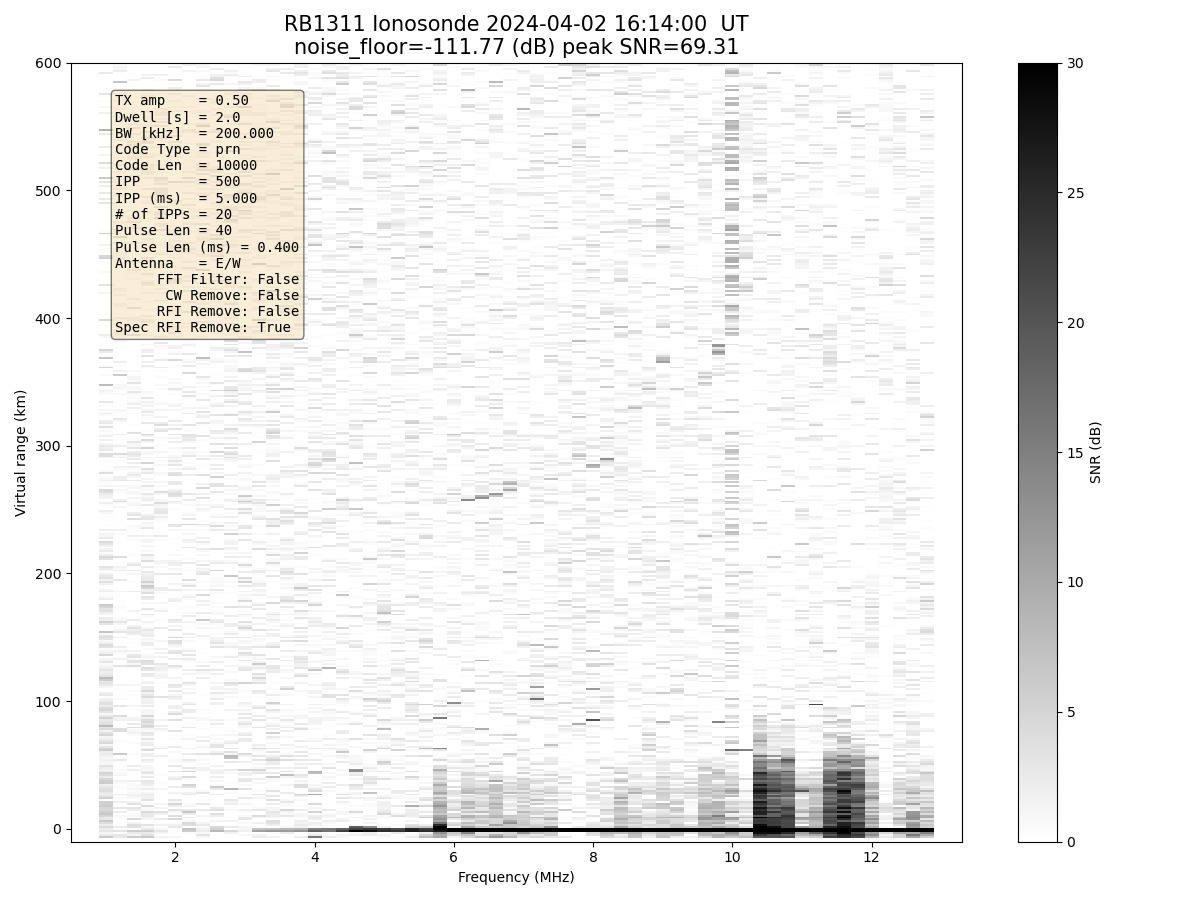 RB1311 Ionosonde 2024-04-02 16:14:00  UT
noise_floor=-111.77 (dB) peak SNR=69.31
TX amp    = 0.50
Dwell [s] = 2.0
BW [kHz]  = 200.000
Code Type = prn
Code Len  = 10000
IPP       = 500
IPP (ms)  = 5.000
# of IPPs = 20
Pulse Len = 40
Pulse Len (ms) = 0.400
Antenna   = E/W
FFT Filter: False
CW Remove: False
RFI Remove: False
Spec RFI Remove: True
600
500
400
300
200
100
0
Virtual range (km)
2
4
6
8
10
12
Frequency (MHz)
30
25
20
15
10
5
0
SNR (dB)